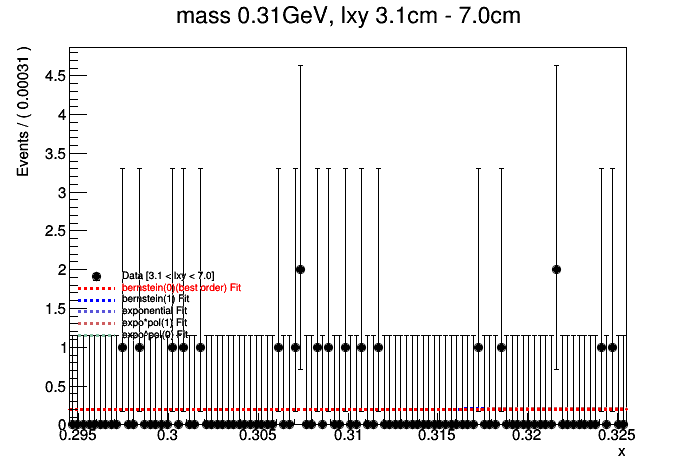 mass 0.31GeV, lxy 3.1cm - 7.0cm
Events / ( 0.00031 )
4.5
4
3.5
3
2.5
2
1.5
1
0.5
0
Data [3.1 < lxy < 7.0]
bernstein(0)(best order) Fit
bernstein(1) Fit
exponential Fit
expo*pol(1) Fit
expo*pol(0) Fit
0.295 0.3 0.305 0.31 0.315 0.32 0.325
x